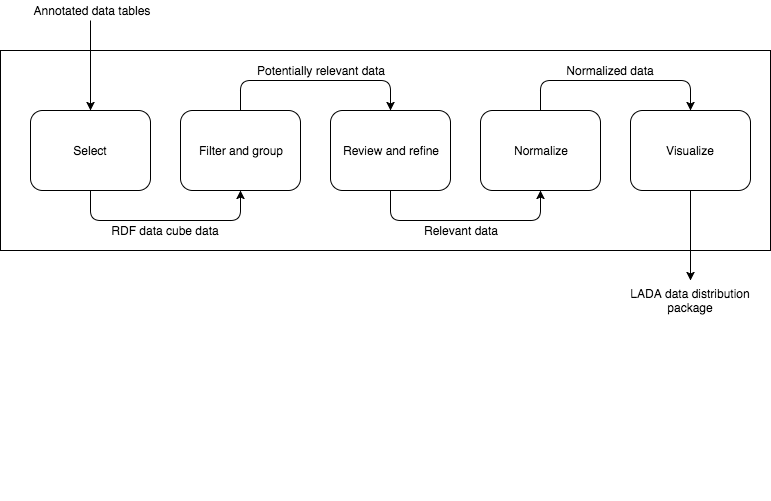 Annotated data tables
Potentially relevant data
Normalized data
Select
Filter and group
Review and refine
Normalize
Visualize
RDF data cube data
Relevant data
LADA data distribution
package